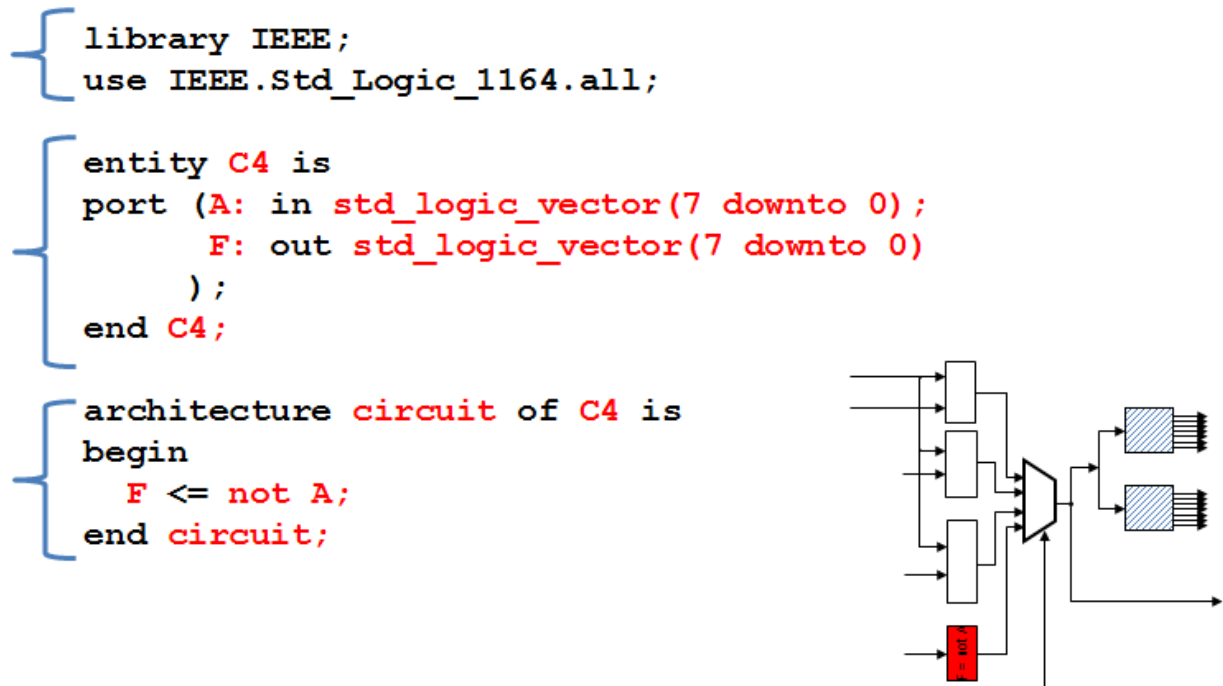 library IEEE;
use IEEE.Std_Logic_1164.all;
entity C4 is
port (A: in std_logic_vector(7 downto 0);
F: out std_logic_vector(7 downto 0)
);
end C4;
architecture circuit of C4 is
begin
F <= not A;
end circuit;
F = not A